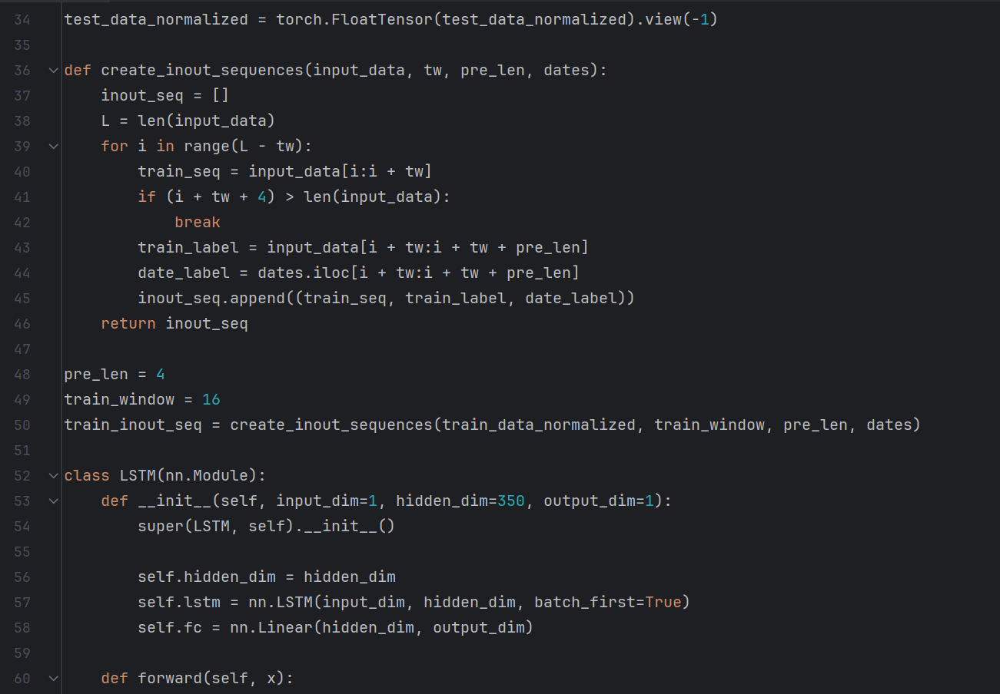 34 test_data_normalized = torch.FloatTensor(test_data_normalized).view(-1)
35
36 def create_inout_sequences(input_data, tw, pre_len, dates):
37     inout_seq = []
38     L = len(input_data)
39     for i in range(L - tw):
40         train_seq = input_data[i:i + tw]
41         if (i + tw + 4) > len(input_data):
42             break
43         train_label = input_data[i + tw:i + tw + pre_len]
44         date_label = dates.iloc[i + tw:i + tw + pre_len]
45         inout_seq.append((train_seq, train_label, date_label))
46     return inout_seq
47
48 pre_len = 4
49 train_window = 16
50 train_inout_seq = create_inout_sequences(train_data_normalized, train_window, pre_len, dates)
51
52 class LSTM(nn.Module):
53     def __init__(self, input_dim=1, hidden_dim=350, output_dim=1):
54         super(LSTM, self).__init__()
55
56         self.hidden_dim = hidden_dim
57         self.lstm = nn.LSTM(input_dim, hidden_dim, batch_first=True)
58         self.fc = nn.Linear(hidden_dim, output_dim)
59
60     def forward(self, x):